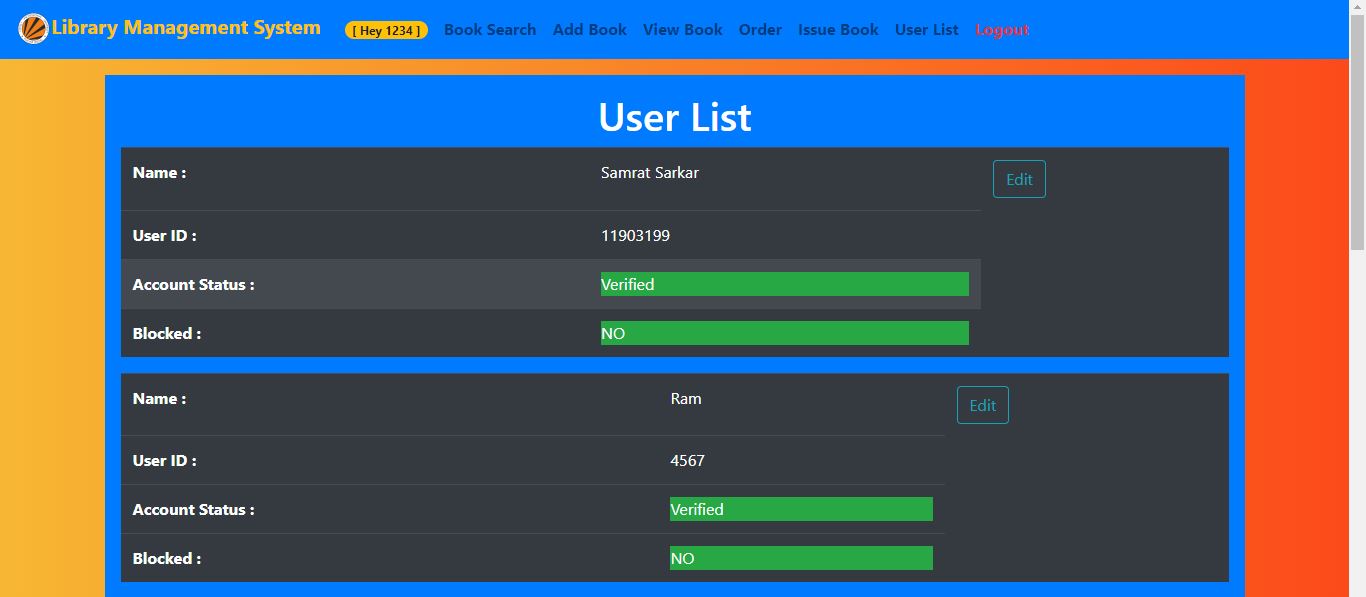 Library Management System [ Hey 1234 ] Book Search Add Book View Book Order Issue Book User List Logout
User List
Name : Samrat Sarkar Edit
User ID : 11903199
Account Status : Verified
Blocked : NO
Name : Ram Edit
User ID : 4567
Account Status : Verified
Blocked : NO